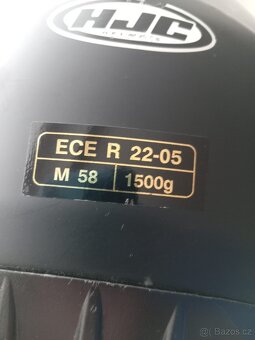 HJC
HELMETS
ECE R 22-05
M 58 1500g
Bazos.cz